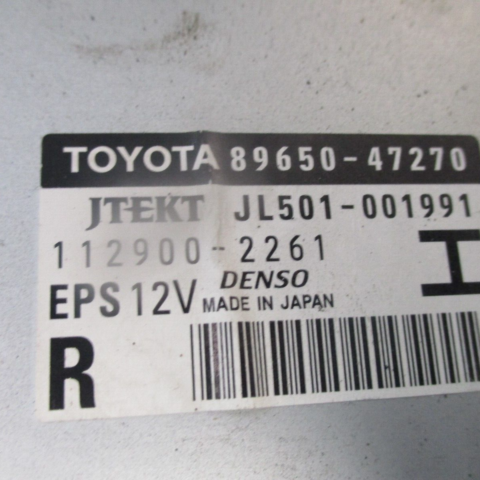 TOYOTA 89650-47270
JTEKT JL501-001991
112900-2261
EPS 12V DENSO
MADE IN JAPAN
H
R